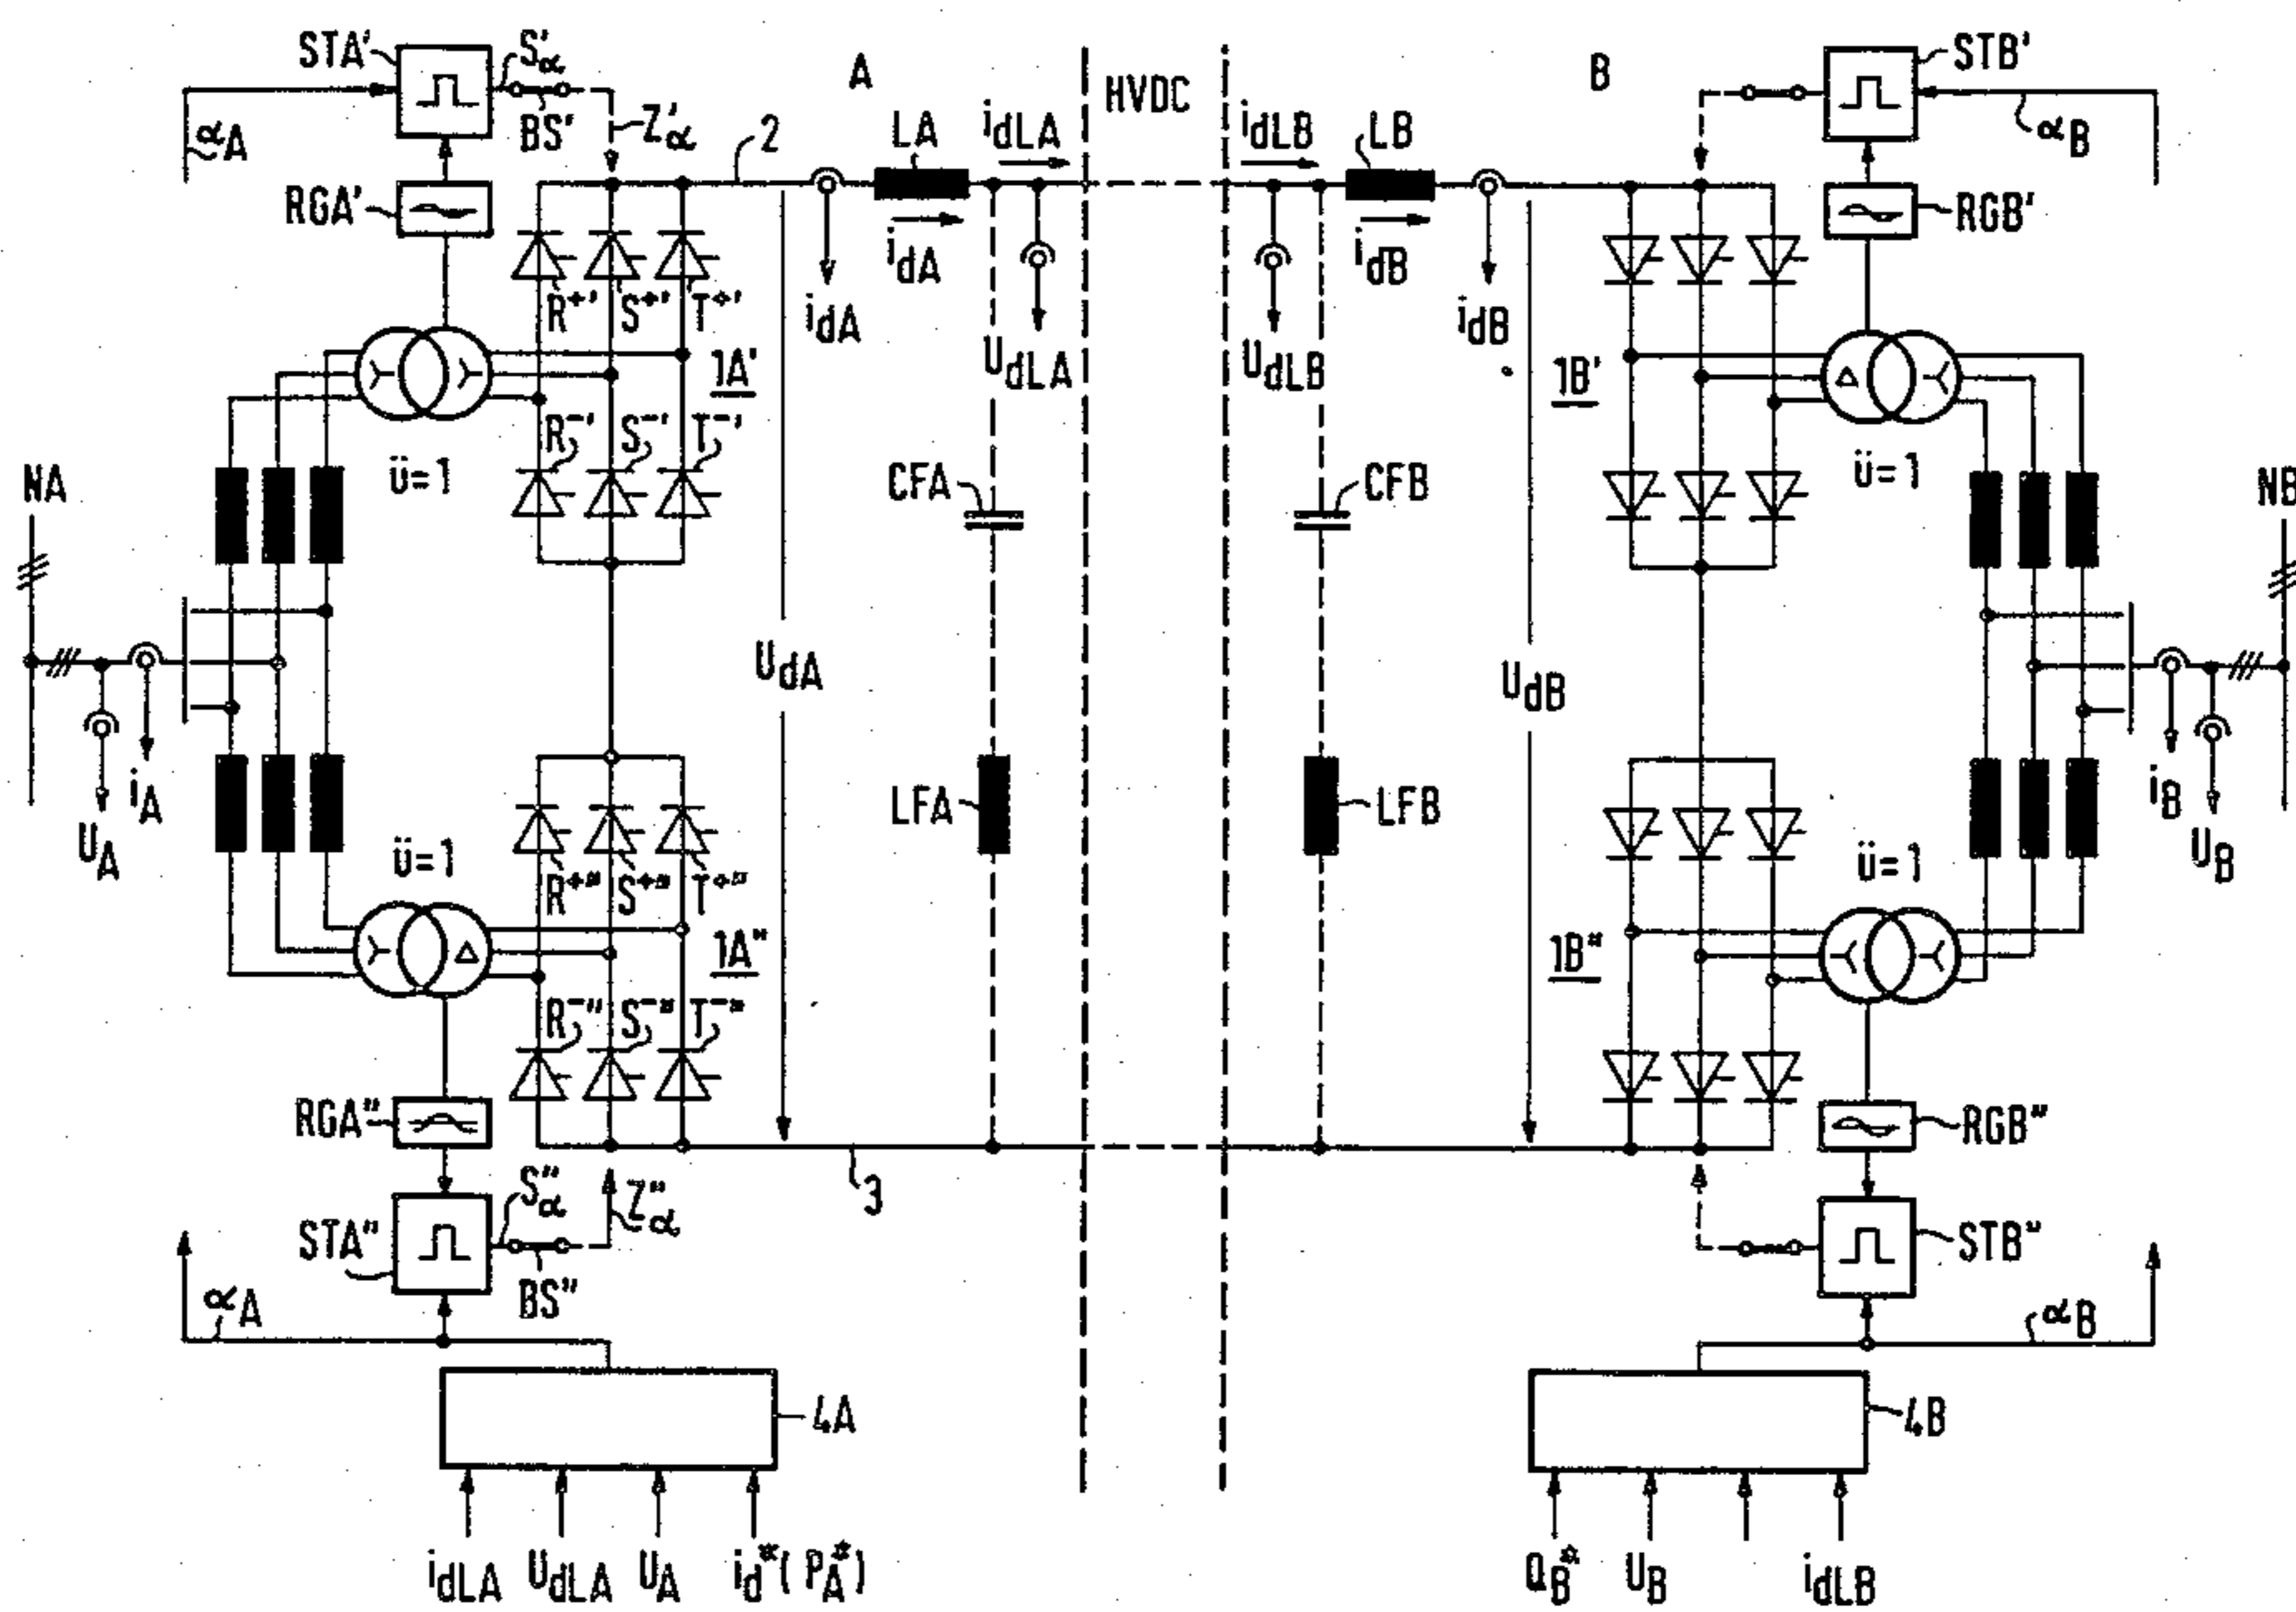 STA' S'α A HVDC B STB'
αA BS' Z'α 2 LA idLA idLB LB αB
RGA' RGB'
idA idB
R+' S+' T+' idA idB
1A' UdLA UdLB 1B'
R-' S-' T-'
ü=1 ü=1
NA CFA CFB NB
UdA UdB
iA LFA LFB iB
UA ü=1 ü=1 UB
R+" S+" T+"
1A" 1B"
R-" S-" T-"
RGA" RGB"
S"α Z"α 3
STA" STB"
BS"
αA αB
4A 4B
idLA UdLA UA id*(PA*) QB* UB idLB